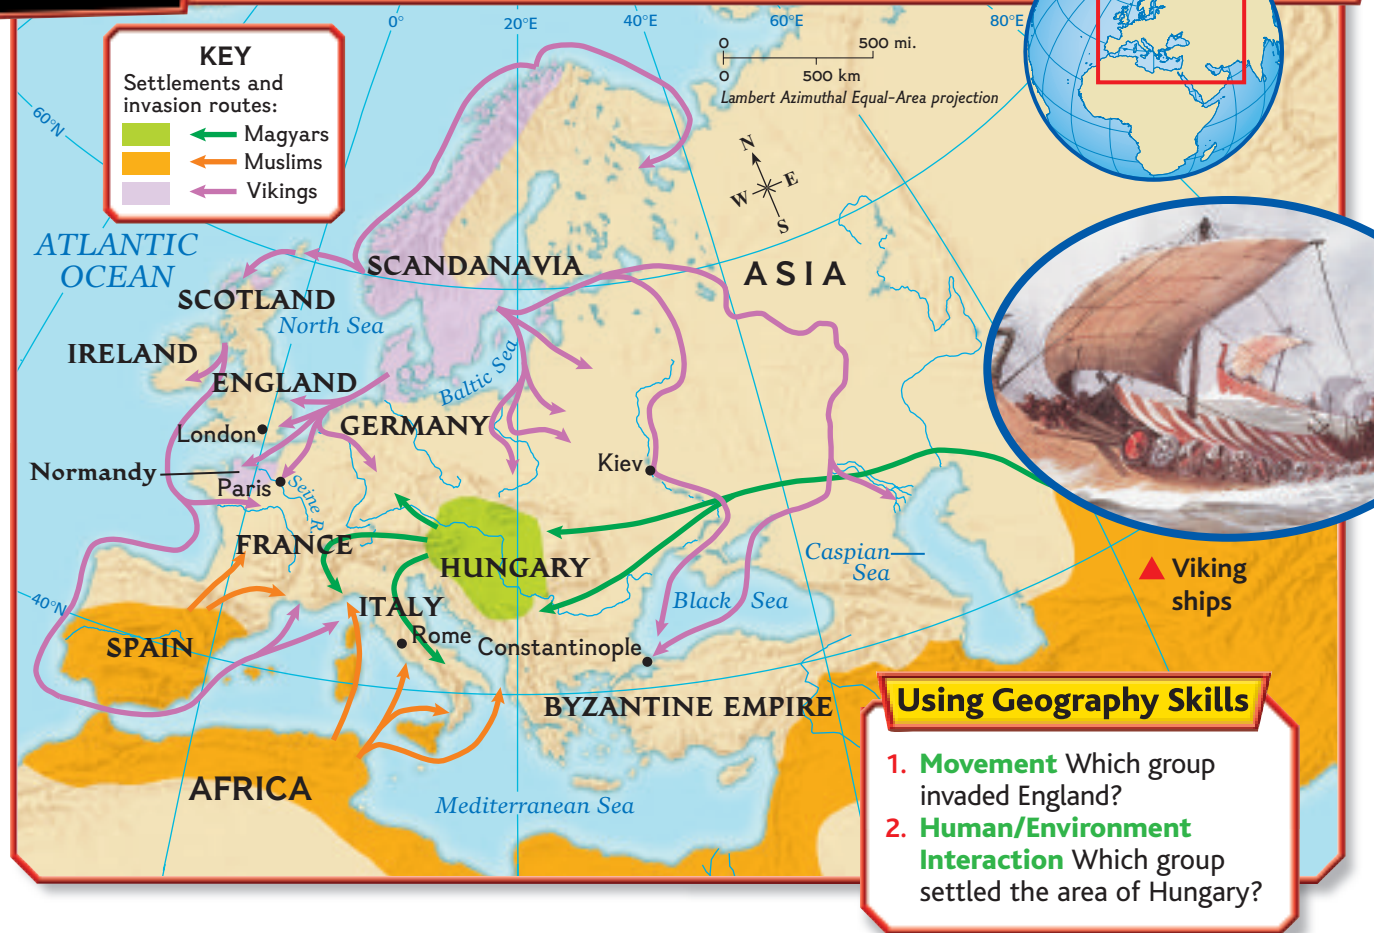 0°
20°E
40°E
60°E
80°E
60°N
40°N
KEY
Settlements and
invasion routes:
Magyars
Muslims
Vikings
0 500 mi.
0 500 km
Lambert Azimuthal Equal-Area projection
N
W E
S
ATLANTIC
OCEAN
SCANDANAVIA
ASIA
SCOTLAND
North Sea
IRELAND
ENGLAND
Baltic Sea
London
GERMANY
Normandy
Paris
Seine R.
Kiev
FRANCE
HUNGARY
Caspian
Sea
ITALY
Black Sea
SPAIN
Rome
Constantinople
BYZANTINE EMPIRE
AFRICA
Mediterranean Sea
Viking
ships
Using Geography Skills
1. Movement Which group
invaded England?
2. Human/Environment
Interaction Which group
settled the area of Hungary?